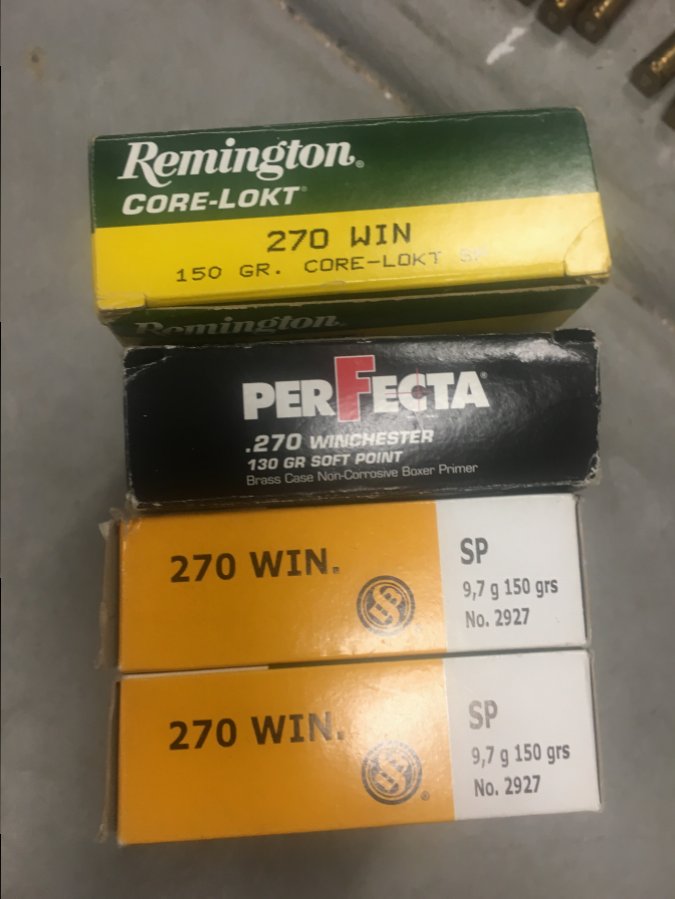 Remington®
CORE-LOKT®
270 WIN
150 GR. CORE-LOKT SP
Remington®
PERFECTA®
.270 WINCHESTER
130 GR SOFT POINT
Brass Case Non-Corrosive Boxer Primer
270 WIN.
SP
9,7 g 150 grs
No. 2927
270 WIN.
SP
9,7 g 150 grs
No. 2927